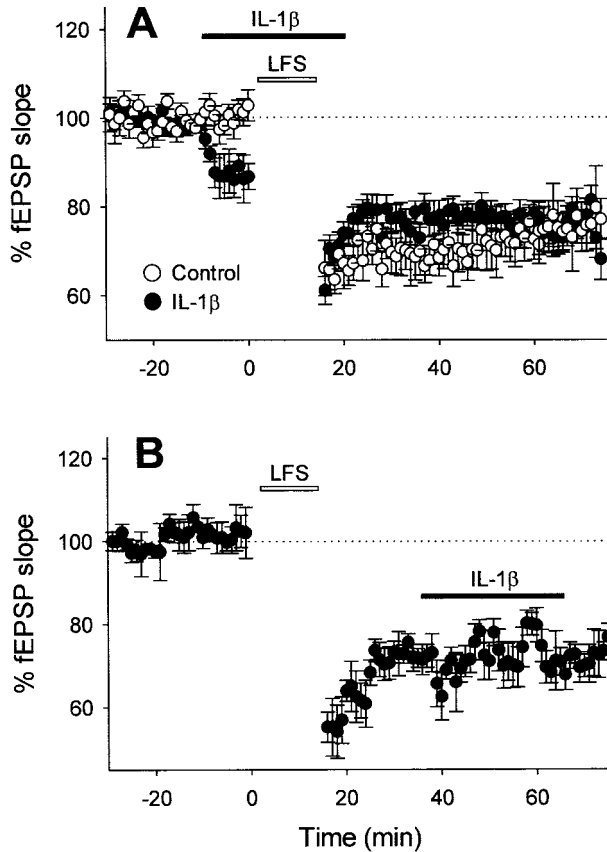 A
IL-1β
LFS
120
100
80
60
% fEPSP slope
Control
IL-1β
-20
0
20
40
60
B
LFS
IL-1β
120
100
80
60
% fEPSP slope
-20
0
20
40
60
Time (min)